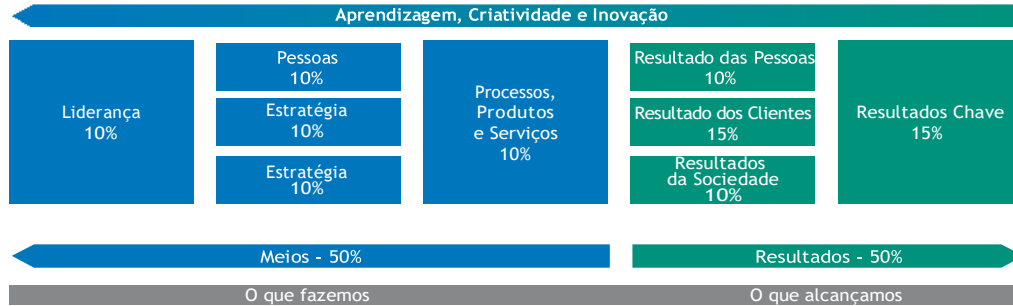 Aprendizagem, Criatividade e Inovação
Liderança
10%
Pessoas
10%
Estratégia
10%
Estratégia
10%
Processos,
Produtos
e Serviços
10%
Resultado das Pessoas
10%
Resultado dos Clientes
15%
Resultados
da Sociedade
10%
Resultados Chave
15%
Meios - 50%
Resultados - 50%
O que fazemos
O que alcançamos